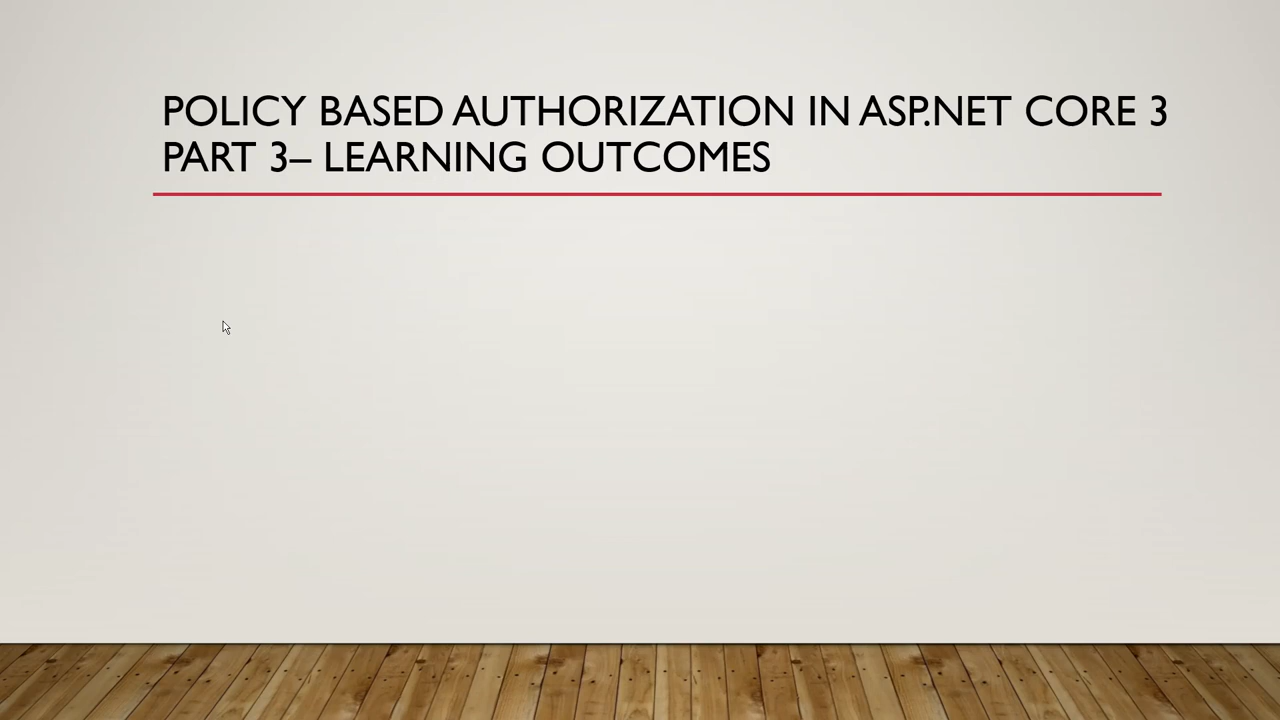 POLICY BASED AUTHORIZATION IN ASP.NET CORE 3
PART 3– LEARNING OUTCOMES